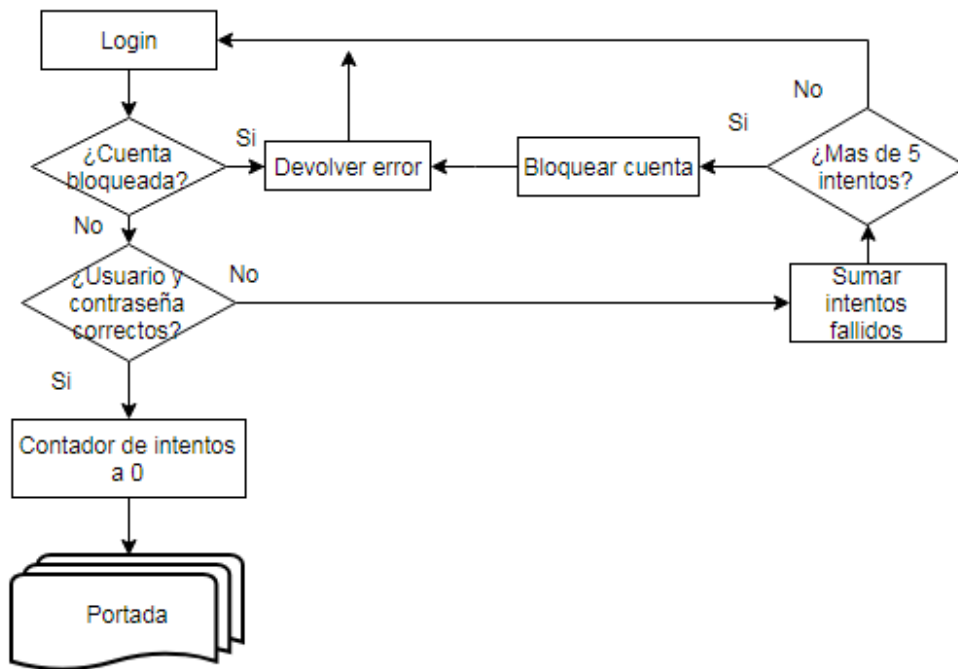 Login
No
¿Cuenta
bloqueada?
Si
Devolver error
Bloquear cuenta
Si
¿Mas de 5
intentos?
No
¿Usuario y
contraseña
correctos?
No
Sumar
intentos
fallidos
Si
Contador de intentos
a 0
Portada